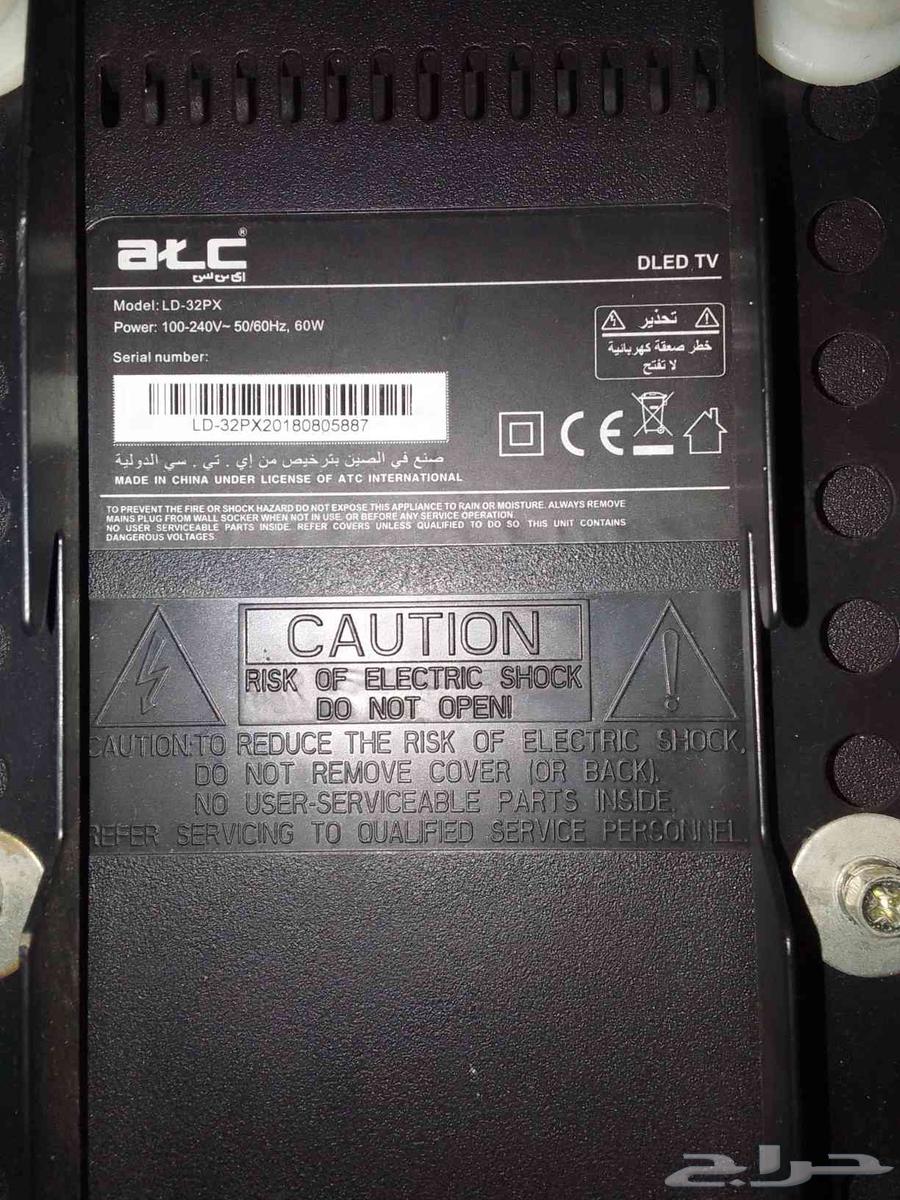 atc®
اي تي سي
DLED TV
Model: LD-32PX
Power: 100-240V~ 50/60Hz, 60W
Serial number:
LD-32PX20180805887
تحذير
خطر صعقة كهربائية
لا تفتح
CE
صنع في الصين بترخيص من إي . تي . سي الدولية
MADE IN CHINA UNDER LICENSE OF ATC INTERNATIONAL
TO PREVENT THE FIRE OR SHOCK HAZARD DO NOT EXPOSE THIS APPLIANCE TO RAIN OR MOISTURE. ALWAYS REMOVE
MAINS PLUG FROM WALL SOCKER WHEN NOT IN USE, OR BEFORE ANY SERVICE OPERATION.
NO USER SERVICEABLE PARTS INSIDE. REFER COVERS UNLESS QUALIFIED TO DO SO THIS UNIT CONTAINS
DANGEROUS VOLTAGES.
CAUTION
RISK OF ELECTRIC SHOCK
DO NOT OPEN!
CAUTION:TO REDUCE THE RISK OF ELECTRIC SHOCK,
DO NOT REMOVE COVER (OR BACK).
NO USER-SERVICEABLE PARTS INSIDE.
REFER SERVICING TO QUALIFIED SERVICE PERSONNEL.
حراج